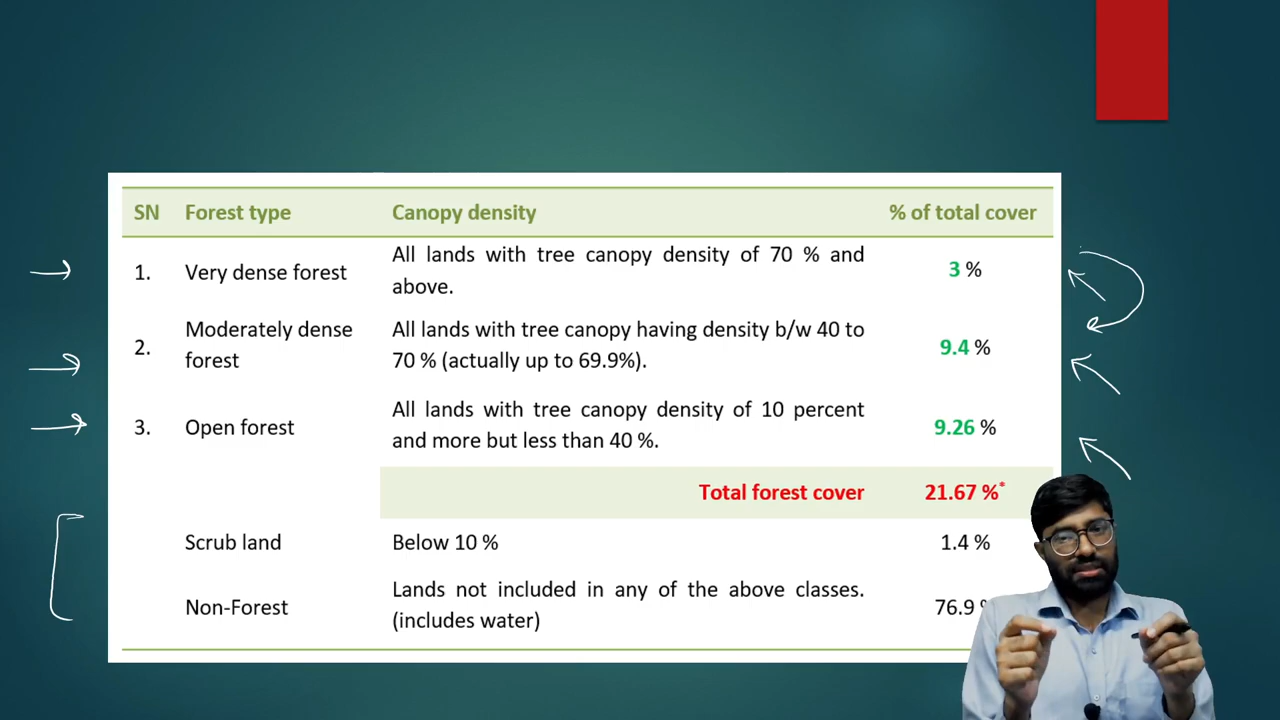 SN Forest type Canopy density % of total cover
1. Very dense forest All lands with tree canopy density of 70 % and
above. 3 %
2. Moderately dense
forest All lands with tree canopy having density b/w 40 to
70 % (actually up to 69.9%). 9.4 %
3. Open forest All lands with tree canopy density of 10 percent
and more but less than 40 %. 9.26 %
Total forest cover 21.67 %*
Scrub land Below 10 % 1.4 %
Non-Forest Lands not included in any of the above classes.
(includes water) 76.9